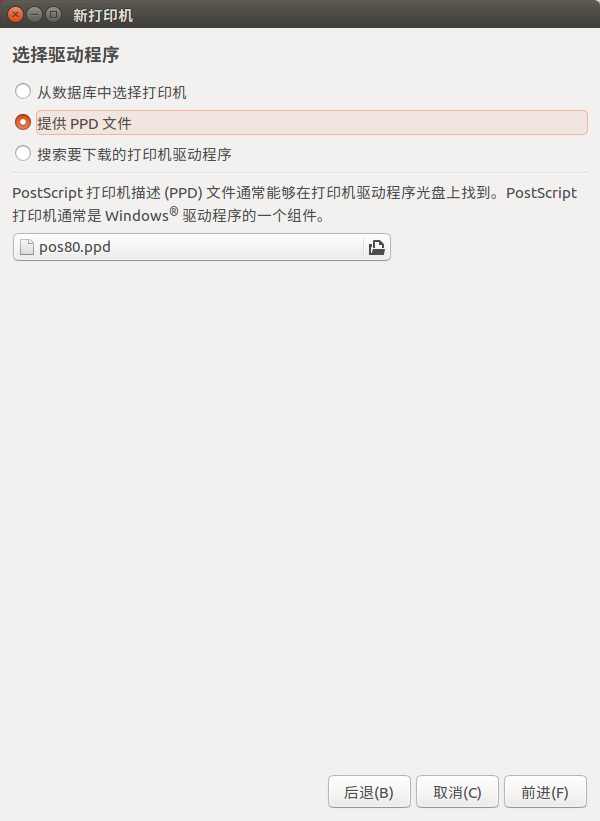 新打印机
选择驱动程序
从数据库中选择打印机
提供 PPD 文件
搜索要下载的打印机驱动程序
PostScript 打印机描述 (PPD) 文件通常能够在打印机驱动程序光盘上找到。PostScript
打印机通常是 Windows® 驱动程序的一个组件。
pos80.ppd
后退(B) 取消(C) 前进(F)